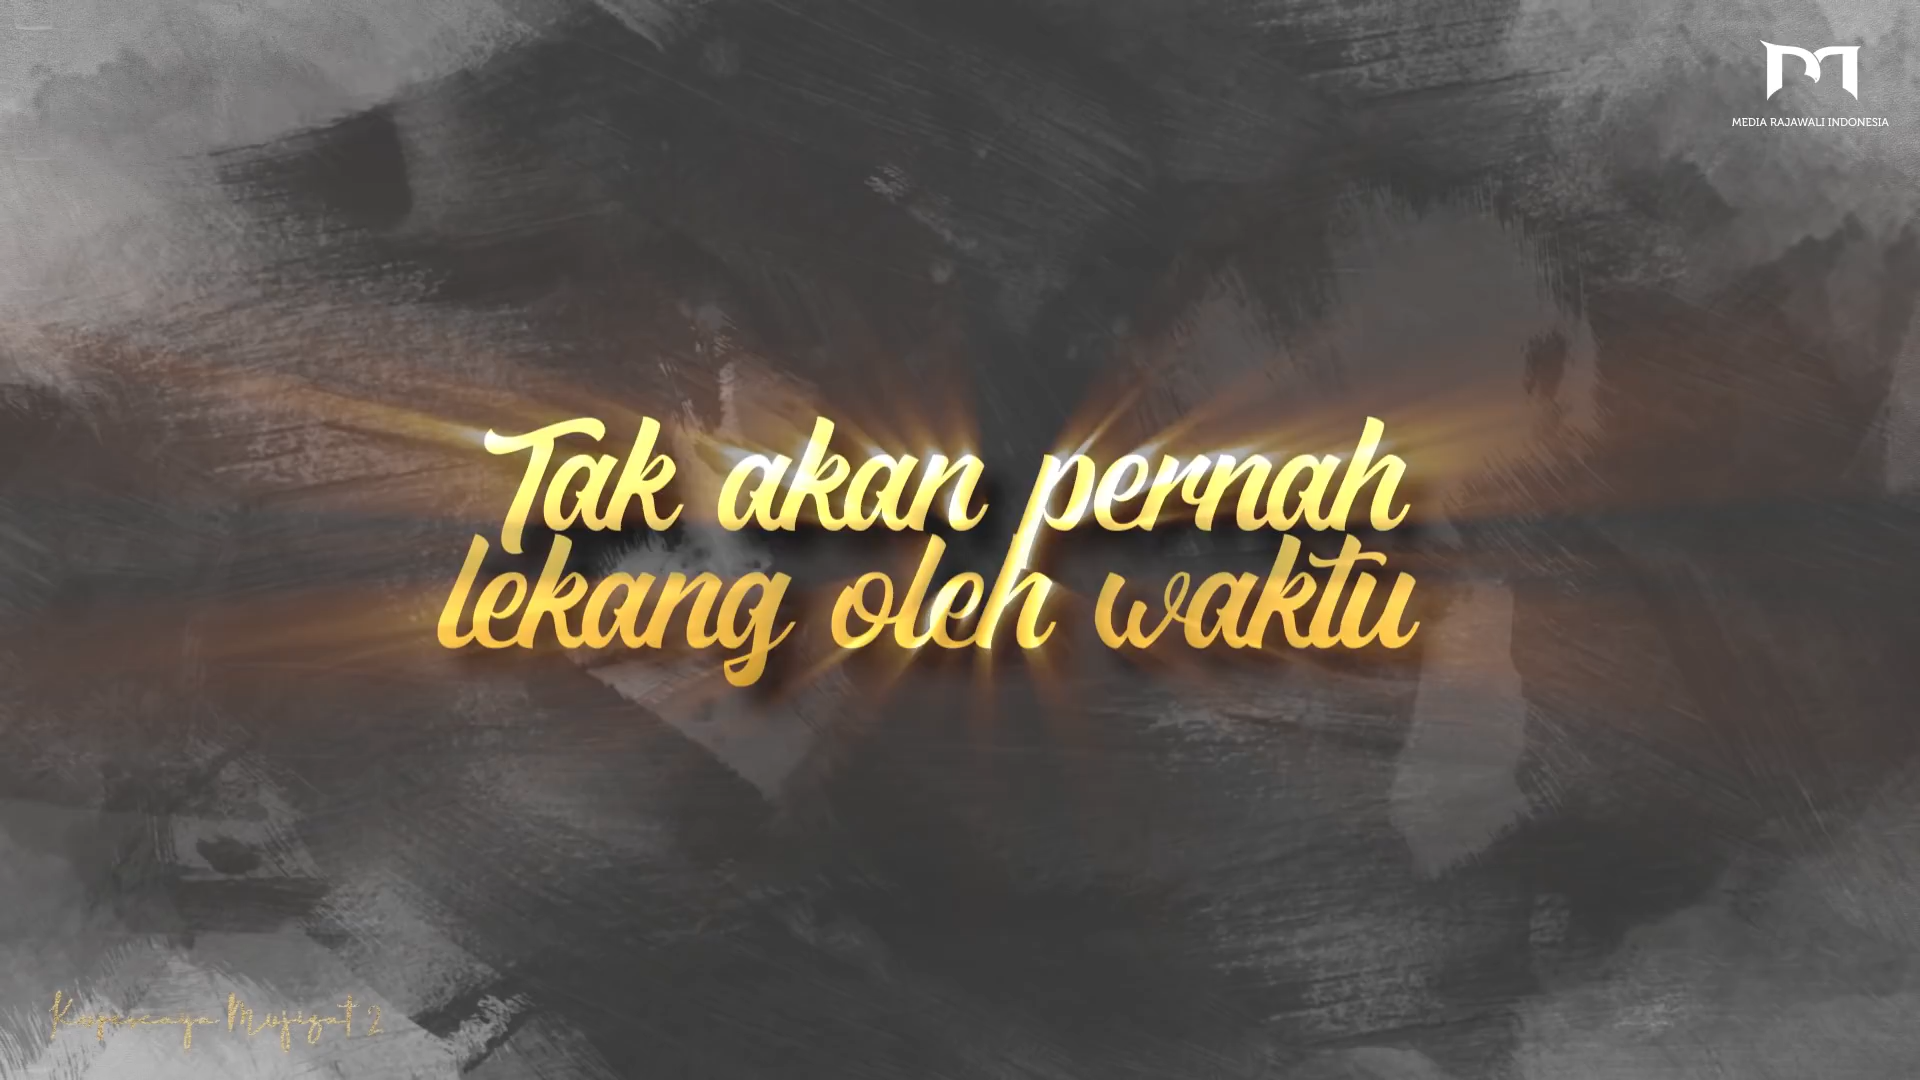 MEDIA RAJAWALI INDONESIA
Tak akan pernah
lekang oleh waktu
Kupercaya Mujizat 2